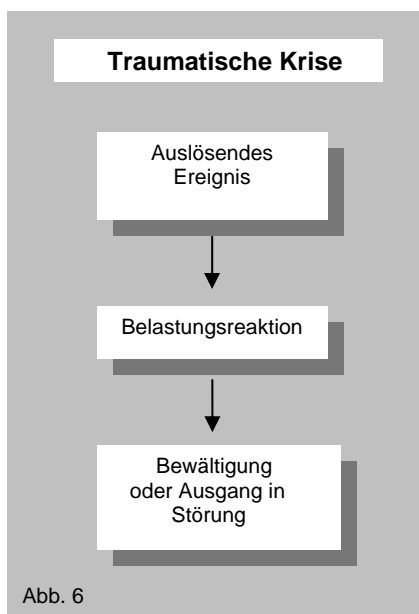 Traumatische Krise
Auslösendes
Ereignis
Belastungsreaktion
Bewältigung
oder Ausgang in
Störung
Abb. 6